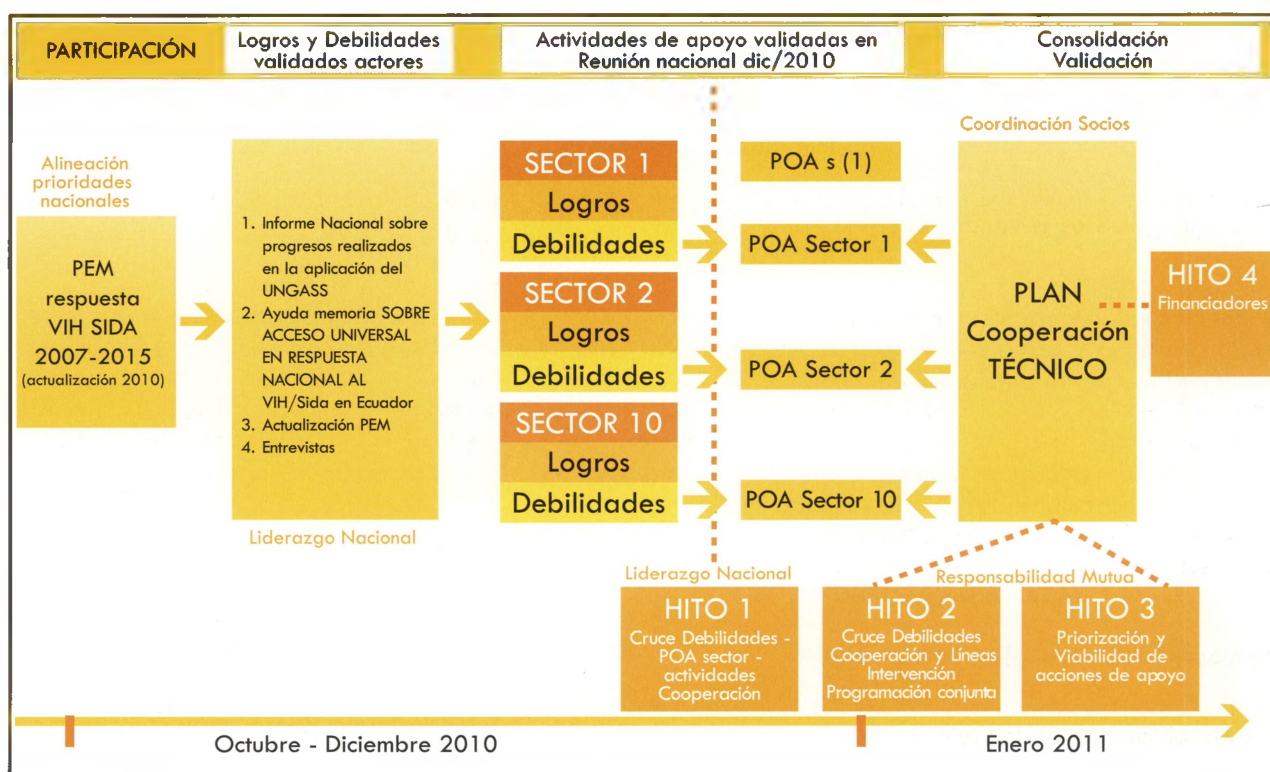 PARTICIPACIÓN
Logros y Debilidades
validados actores
Actividades de apoyo validadas en
Reunión nacional dic/2010
Consolidación
Validación
Alineación
prioridades
nacionales
PEM
respuesta
VIH SIDA
2007-2015
(actualización 2010)
1. Informe Nacional sobre
progresos realizados
en la aplicación del
UNGASS
2. Ayuda memoria SOBRE
ACCESO UNIVERSAL
EN RESPUESTA
NACIONAL AL
VIH/Sida en Ecuador
3. Actualización PEM
4. Entrevistas
Liderazgo Nacional
SECTOR 1
Logros
Debilidades
SECTOR 2
Logros
Debilidades
SECTOR 10
Logros
Debilidades
POA s (1)
POA Sector 1
POA Sector 2
POA Sector 10
Coordinación Socios
PLAN
Cooperación
TÉCNICO
HITO 4
Financiadores
Liderazgo Nacional
HITO 1
Cruce Debilidades -
POA sector -
actividades
Cooperación
Responsabilidad Mutua
HITO 2
Cruce Debilidades
Cooperación y Líneas
Intervención
Programación conjunta
HITO 3
Priorización y
Viabilidad de
acciones de apoyo
Octubre - Diciembre 2010
Enero 2011